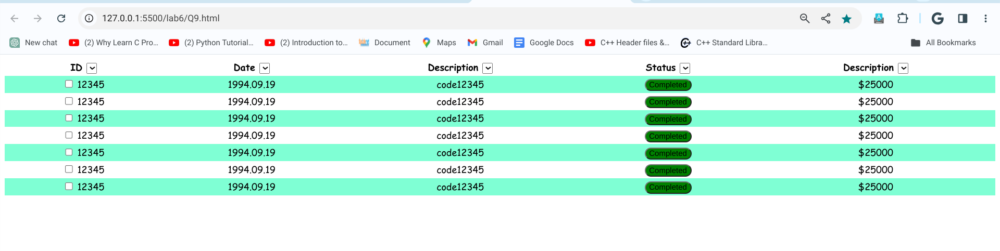 127.0.0.1:5500/lab6/Q9.html
New chat (2) Why Learn C Pro... (2) Python Tutorial... (2) Introduction to... Document Maps Gmail Google Docs C++ Header files &... C++ Standard Libra... All Bookmarks
ID Date Description Status Description
12345 1994.09.19 code12345 Completed $25000
12345 1994.09.19 code12345 Completed $25000
12345 1994.09.19 code12345 Completed $25000
12345 1994.09.19 code12345 Completed $25000
12345 1994.09.19 code12345 Completed $25000
12345 1994.09.19 code12345 Completed $25000
12345 1994.09.19 code12345 Completed $25000